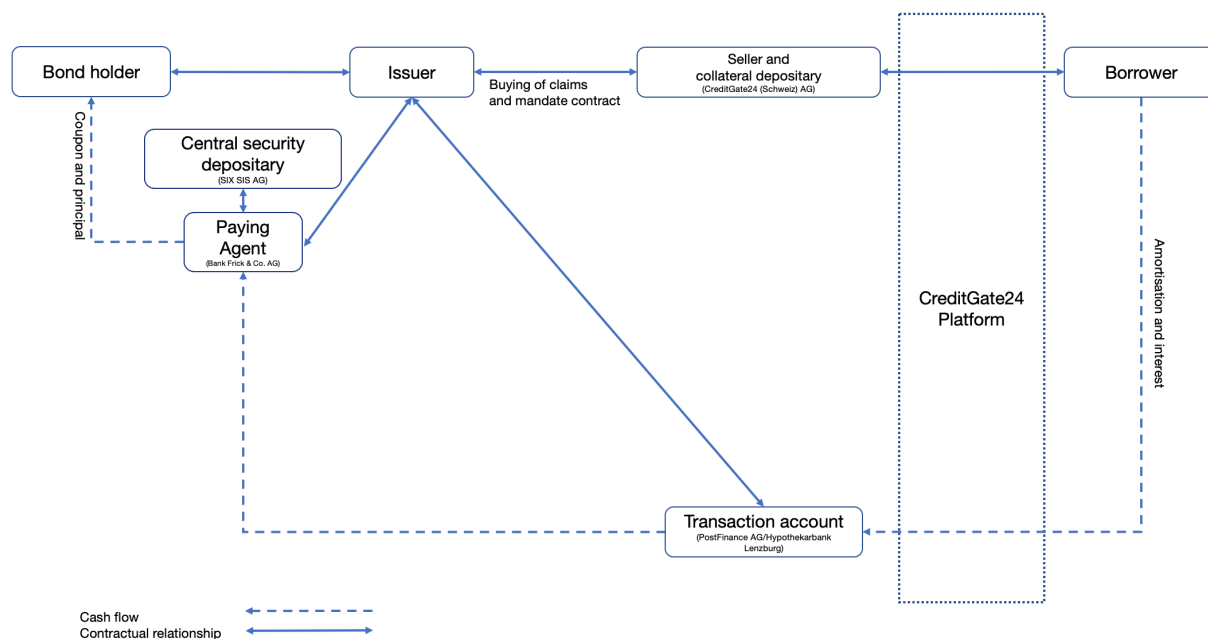 Bond holder
Issuer
Buying of claims
and mandate contract
Seller and
collateral depositary
(CreditGate24 (Schweiz) AG)
Borrower
Coupon and principal
Central security
depositary
(SIX SIS AG)
Paying
Agent
(Bank Frick & Co. AG)
CreditGate24
Platform
Amortisation and interest
Transaction account
(PostFinance AG/Hypothekarbank
Lenzburg)
Cash flow
Contractual relationship